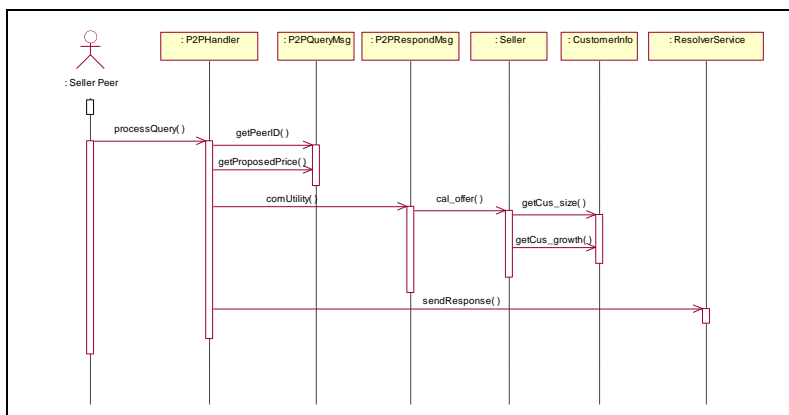 : P2PHandler
: P2PQueryMsg
: P2PRespondMsg
: Seller
: CustomerInfo
: ResolverService
: Seller Peer
processQuery( )
getPeerID( )
getProposedPrice( )
comUtility( )
cal_offer( )
getCus_size( )
getCus_growth( )
sendResponse( )